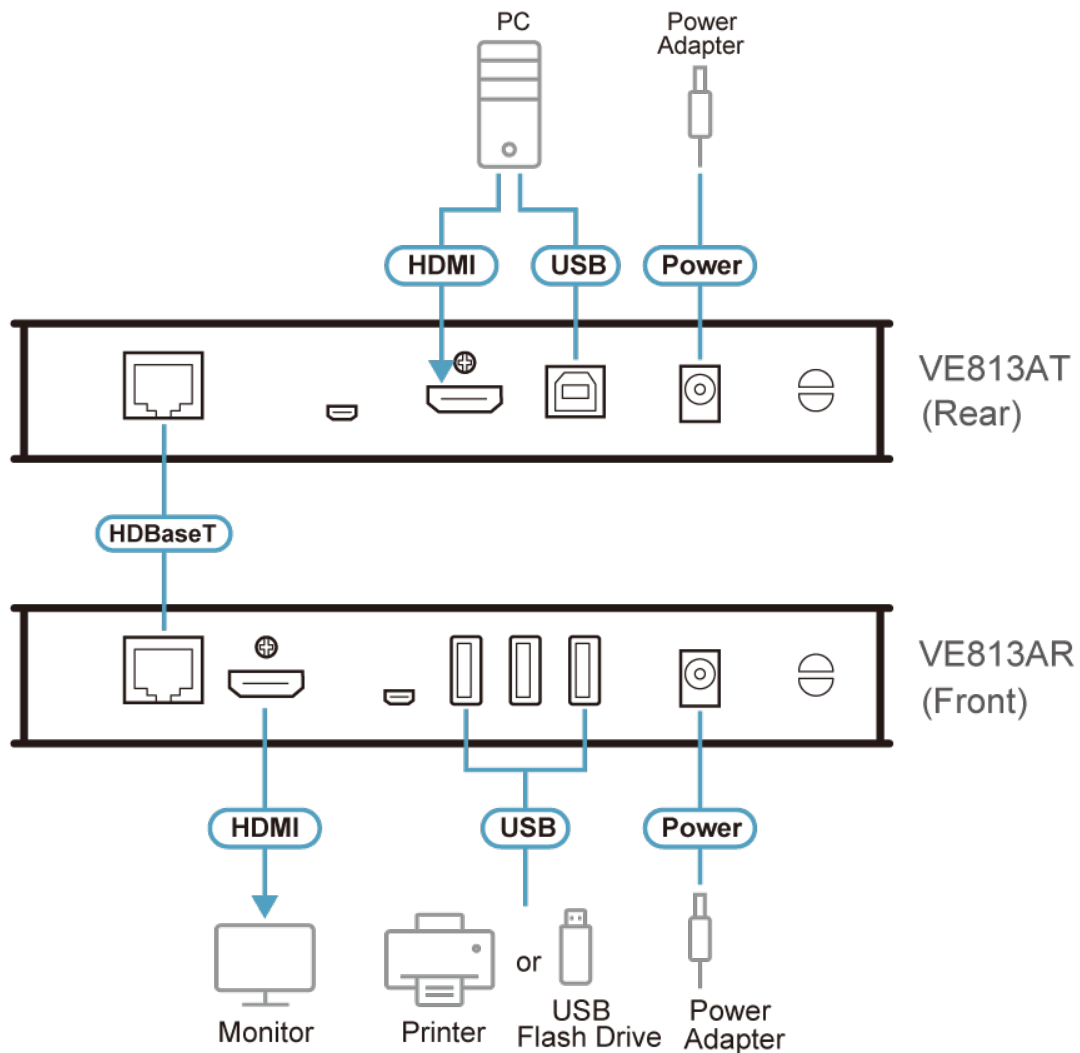 PC
Power
Adapter
HDMI
USB
Power
VE813AT
(Rear)
HDBaseT
VE813AR
(Front)
HDMI
USB
Power
or
Monitor
Printer
USB
Flash Drive
Power
Adapter